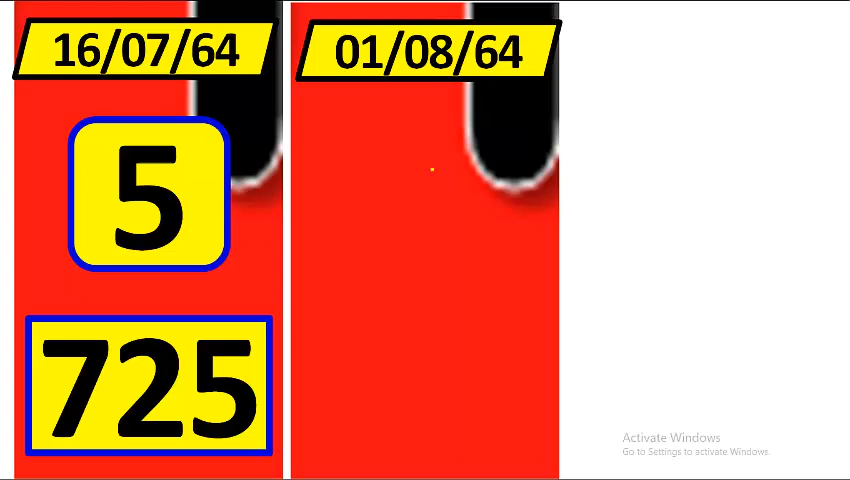 16/07/64
01/08/64
5
725
Activate Windows
Go to Settings to activate Windows.